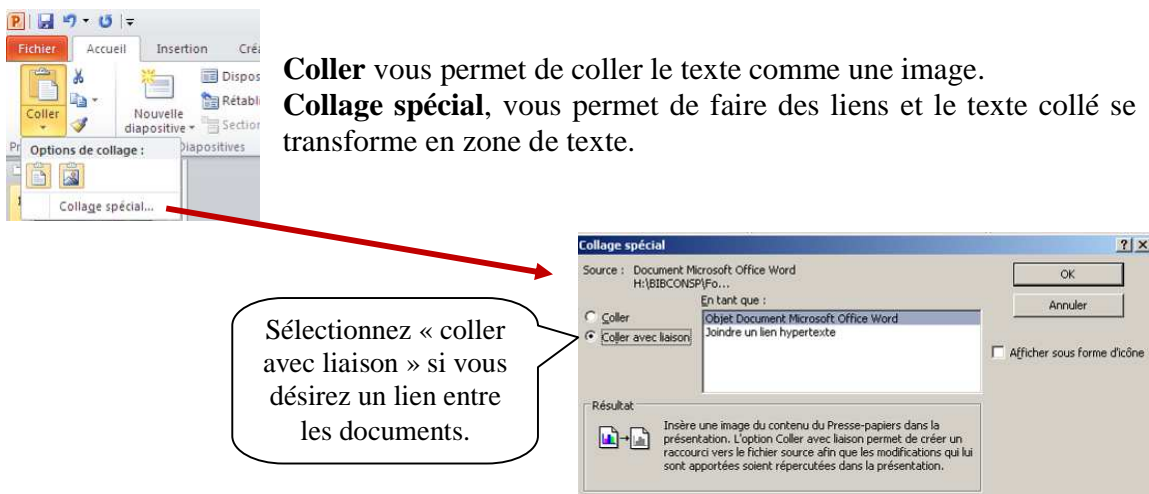 Fichier Accueil Insertion Cré
Coller
Nouvelle
diapositive
Dispos
Rétabli
Section
Options de collage :
iapositives
Collage spécial...
Coller vous permet de coller le texte comme une image.
Collage spécial, vous permet de faire des liens et le texte collé se
transforme en zone de texte.
Sélectionnez « coller
avec liaison » si vous
désirez un lien entre
les documents.
Collage spécial
Source : Document Microsoft Office Word
H:\BIBCONSP\Fo...
En tant que :
Coller
Coller avec liaison
Objet Document Microsoft Office Word
Joindre un lien hypertexte
OK
Annuler
Afficher sous forme d'icône
Résultat
Insère une image du contenu du Presse-papiers dans la
présentation. L'option Coller avec liaison permet de créer un
raccourci vers le fichier source afin que les modifications qui lui
sont apportées soient répercutées dans la présentation.